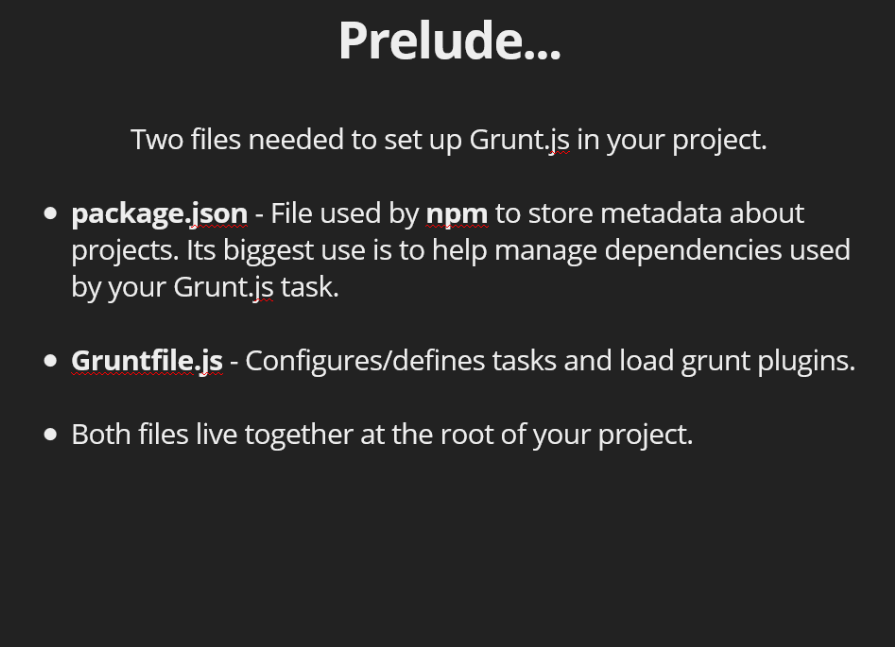 Prelude...
Two files needed to set up Grunt.js in your project.
• package.json - File used by npm to store metadata about
projects. Its biggest use is to help manage dependencies used
by your Grunt.js task.
• Gruntfile.js - Configures/defines tasks and load grunt plugins.
• Both files live together at the root of your project.